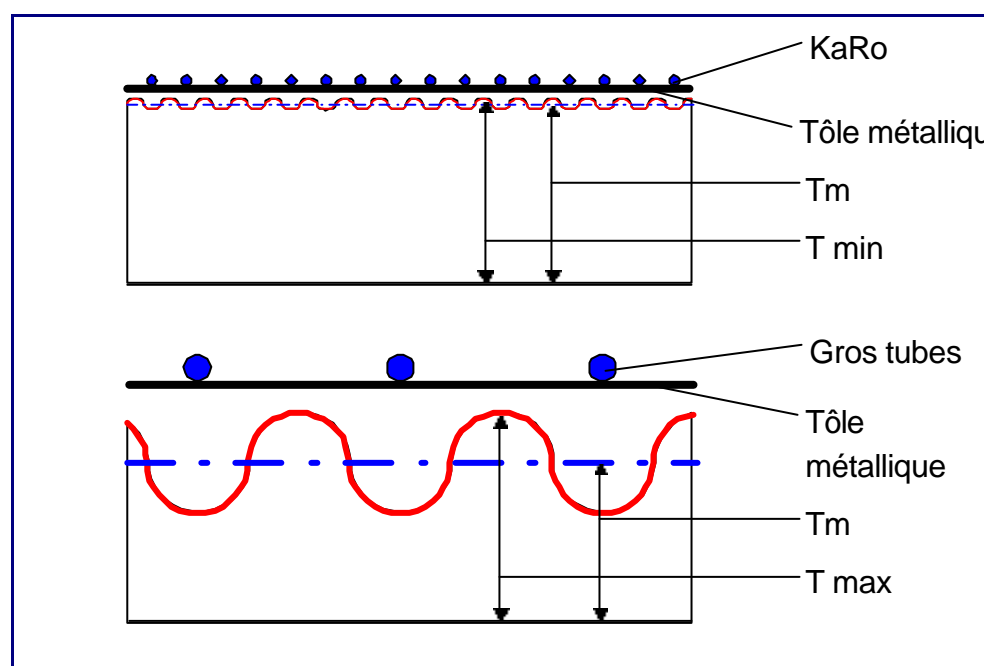 KaRo
Tôle métalliqu
Tm
T min
Gros tubes
Tôle
métallique
Tm
T max